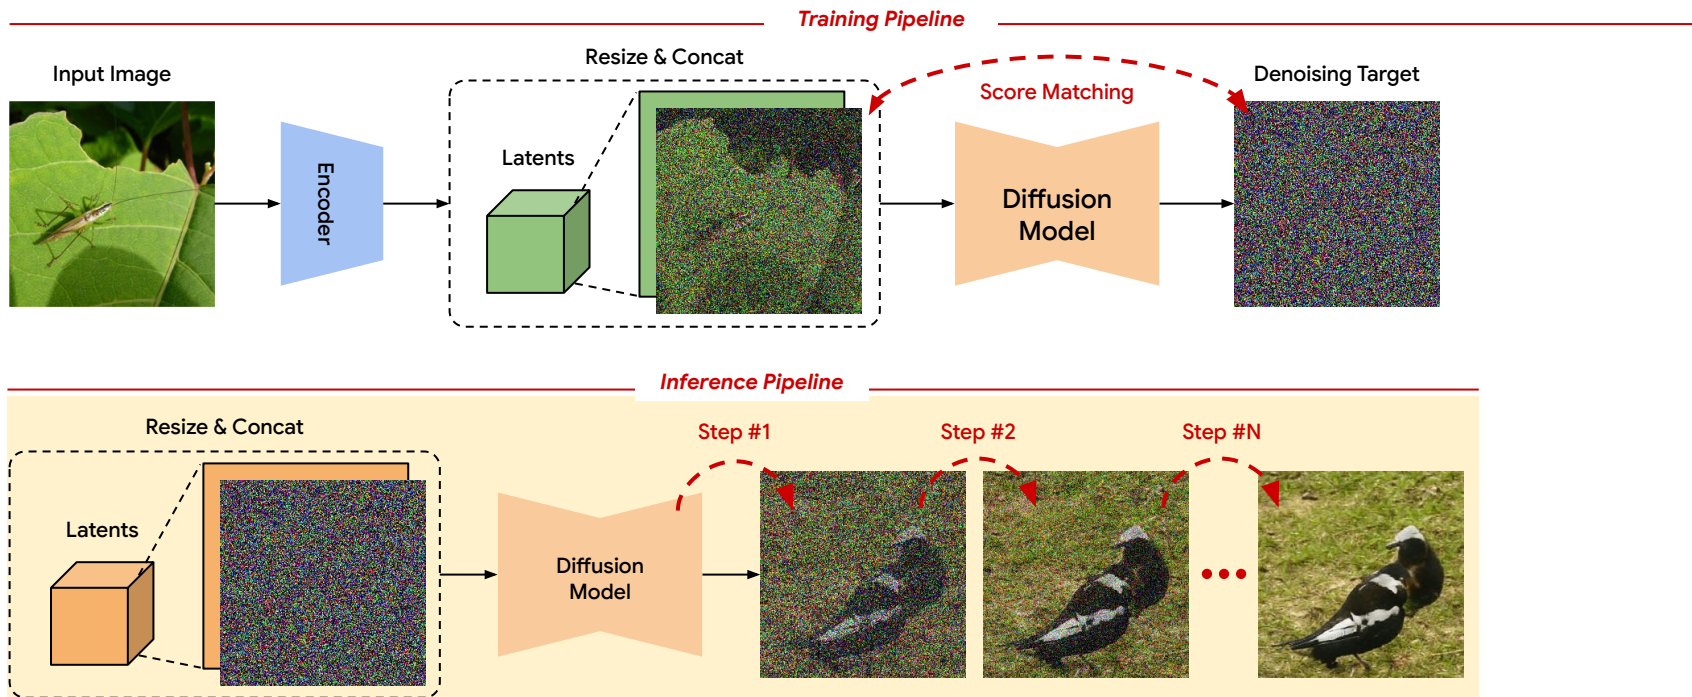 Training Pipeline
Input Image
Encoder
Resize & Concat
Latents
Score Matching
Diffusion
Model
Denoising Target
Inference Pipeline
Resize & Concat
Latents
Diffusion
Model
Step #1
Step #2
Step #N